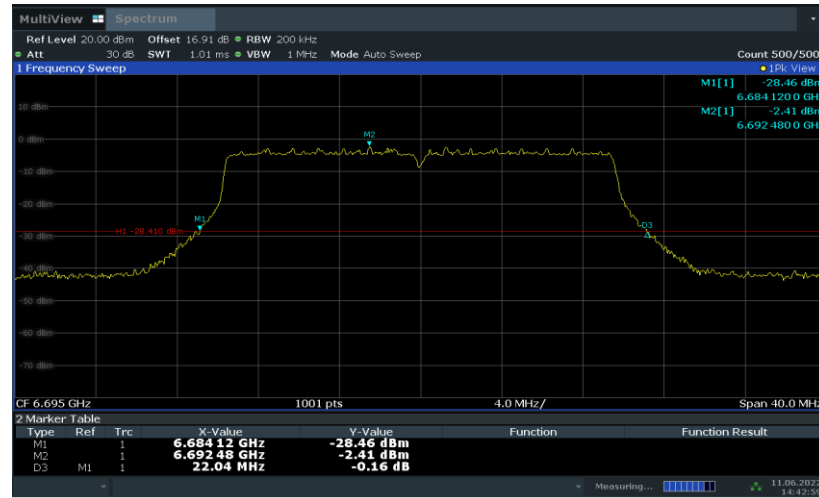 MultiView Spectrum
Ref Level 20.00 dBm Offset 16.91 dB RBW 200 kHz
Att 30 dB SWT 1.01 ms VBW 1 MHz Mode Auto Sweep Count 500/500
1 Frequency Sweep 1Pk View
M1[1] -28.46 dBm
6.684 120 0 GH
10 dBm
M2[1] -2.41 dBm
6.692 480 0 GH
M2
0 dBm
-10 dBm
-20 dBm
M1
D3
H1 -28.410 dBm
-30 dBm
-40 dBm
-50 dBm
-60 dBm
-70 dBm
CF 6.695 GHz 1001 pts 4.0 MHz/ Span 40.0 MHz
2 Marker Table
Type Ref Trc X-Value Y-Value Function Function Result
M1 1 6.684 12 GHz -28.46 dBm
M2 1 6.692 48 GHz -2.41 dBm
D3 M1 1 22.04 MHz -0.16 dB
Measuring... 11.06.2022
14:42:59